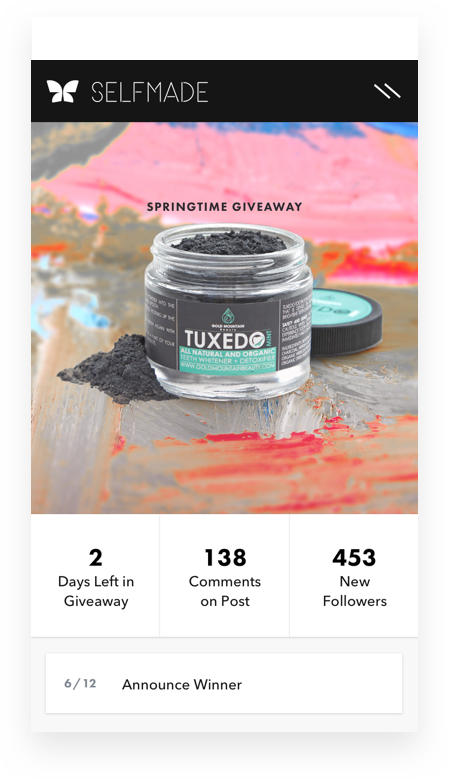 SELFMADE
SPRINGTIME GIVEAWAY
GOLD MOUNTAIN
BEAUTY
TUXEDO
MINT
ALL NATURAL AND ORGANIC
TEETH WHITENER + DETOXIFIER
WWW.GOLDMOUNTAINBEAUTY.COM
2
Days Left in
Giveaway
138
Comments
on Post
453
New
Followers
6/12
Announce Winner